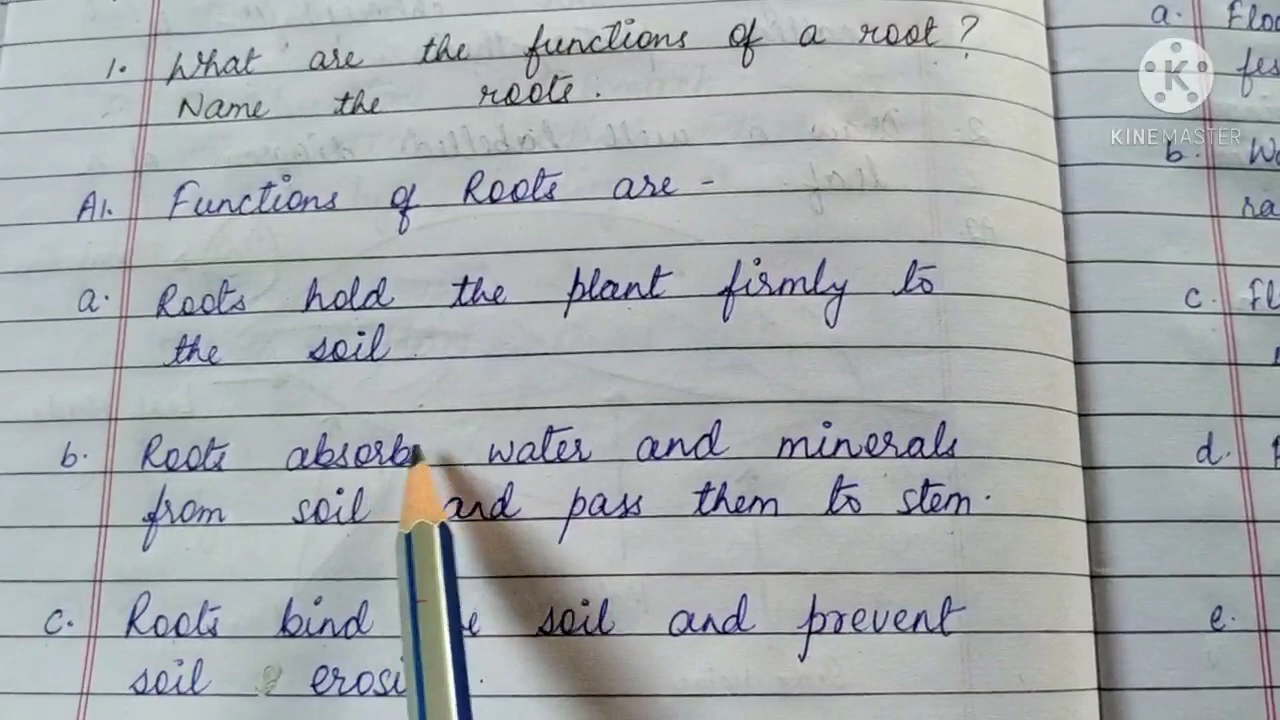 1. What are the functions of a root?
Name the roots.
A1. Functions of Roots are -
a. Roots hold the plant firmly to
the soil
b. Roots absorb water and minerals
from soil and pass them to stem.
c. Roots bind soil and prevent
soil
a.
b.
c.
d.
e.
K
KINEMASTER